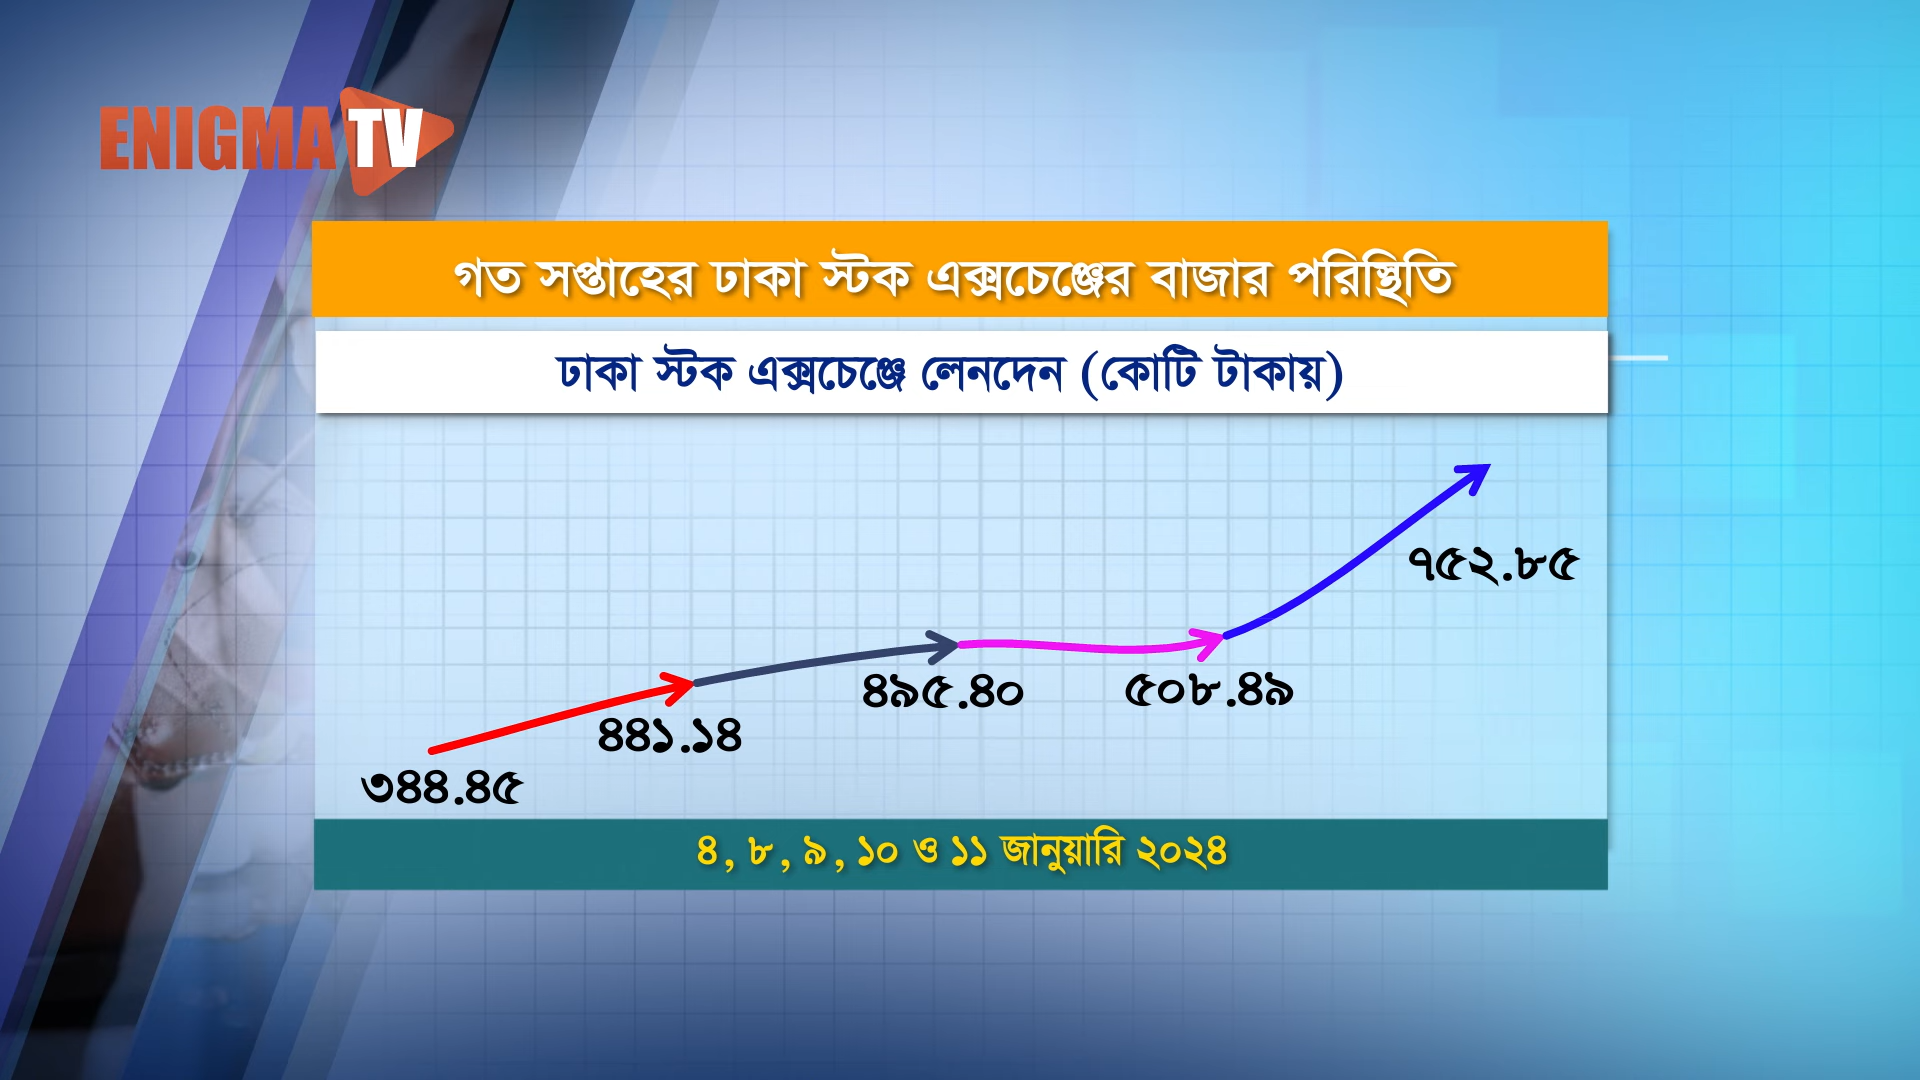 ENIGMA TV
গত সপ্তাহের ঢাকা স্টক এক্সচেঞ্জের বাজার পরিস্থিতি
ঢাকা স্টক এক্সচেঞ্জে লেনদেন (কোটি টাকায়)
৩৪৪.৪৫
৪৪১.১৪
৪৯৫.৪০
৫০৮.৪৯
৭৫২.৮৫
৪, ৮, ৯, ১০ ও ১১ জানুয়ারি ২০২৪